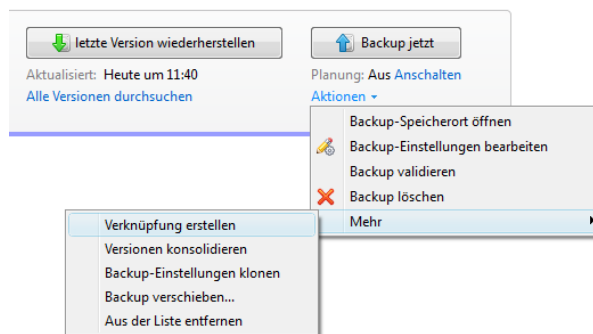 letzte Version wiederherstellen
Backup jetzt
Aktualisiert: Heute um 11:40
Planung: Aus Anschalten
Alle Versionen durchsuchen
Aktionen
Backup-Speicherort öffnen
Backup-Einstellungen bearbeiten
Backup validieren
Backup löschen
Mehr
Verknüpfung erstellen
Versionen konsolidieren
Backup-Einstellungen klonen
Backup verschieben...
Aus der Liste entfernen